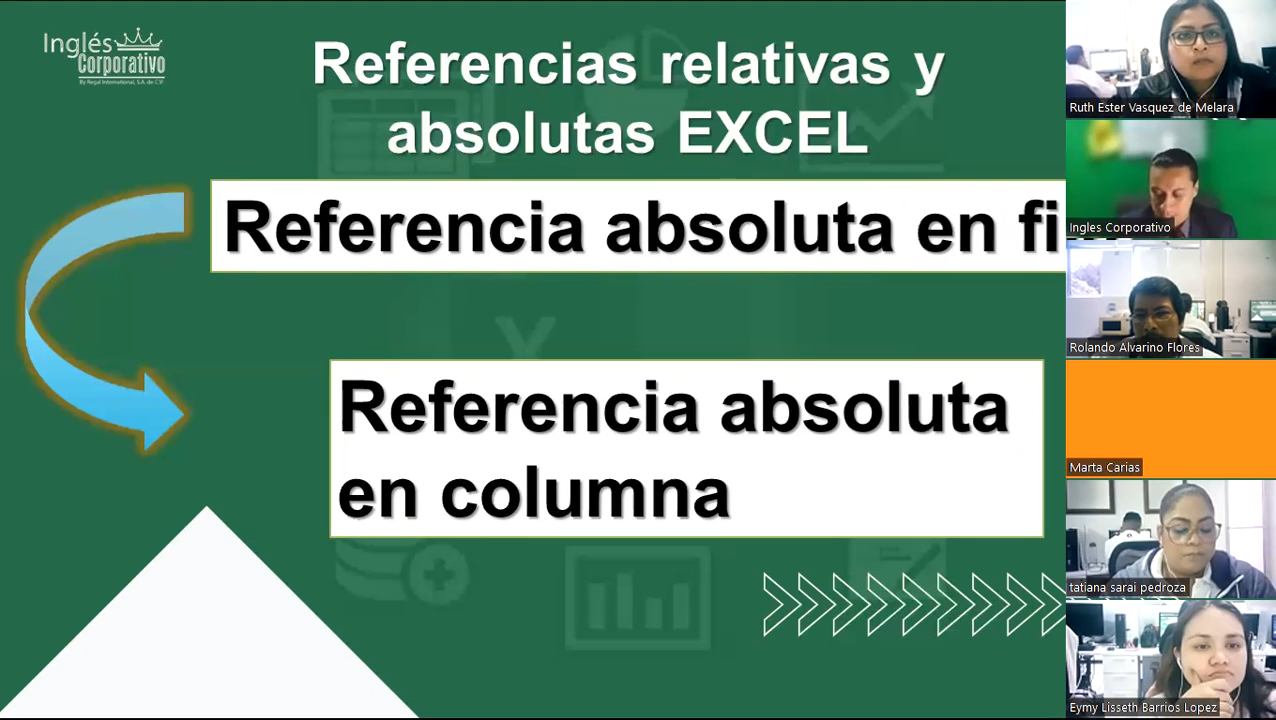 Inglés
Corporativo
By Regal International, S.A. de C.V.
Referencias relativas y
absolutas EXCEL
Referencia absoluta en fi
Referencia absoluta
en columna
Ruth Ester Vasquez de Melara
Ingles Corporativo
Rolando Alvarino Flores
Marta Carias
tatiana sarai pedroza
Eymy Lisseth Barrios Lopez